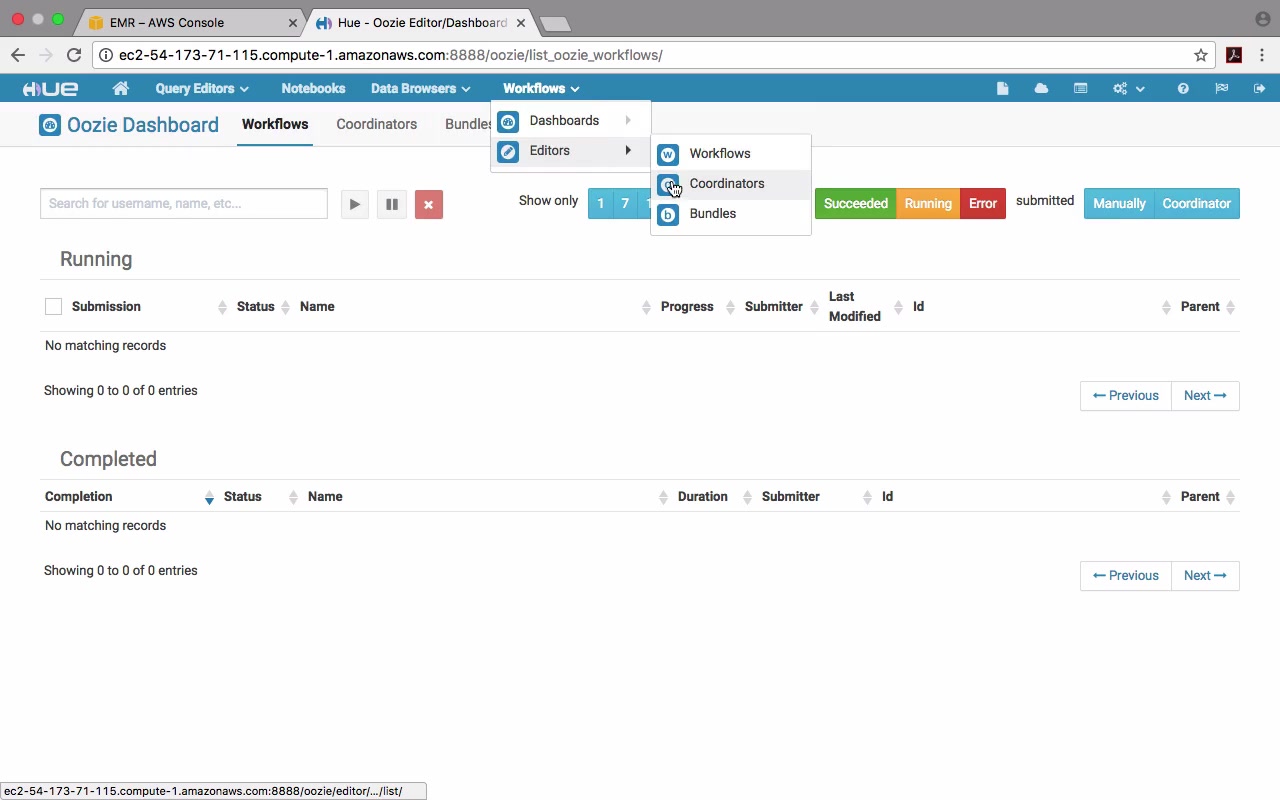 EMR – AWS Console
Hue - Oozie Editor/Dashboard
ec2-54-173-71-115.compute-1.amazonaws.com:8888/oozie/list_oozie_workflows/
HUE
Query Editors
Notebooks
Data Browsers
Workflows
Oozie Dashboard
Workflows
Coordinators
Bundles
Dashboards
Editors
Workflows
Coordinators
Bundles
Search for username, name, etc...
Show only
1
7
1
Succeeded
Running
Error
submitted
Manually
Coordinator
Running
Submission
Status
Name
Progress
Submitter
Last
Modified
Id
Parent
No matching records
Showing 0 to 0 of 0 entries
Previous
Next
Completed
Completion
Status
Name
Duration
Submitter
Id
Parent
No matching records
Showing 0 to 0 of 0 entries
Previous
Next
ec2-54-173-71-115.compute-1.amazonaws.com:8888/oozie/editor/.../list/